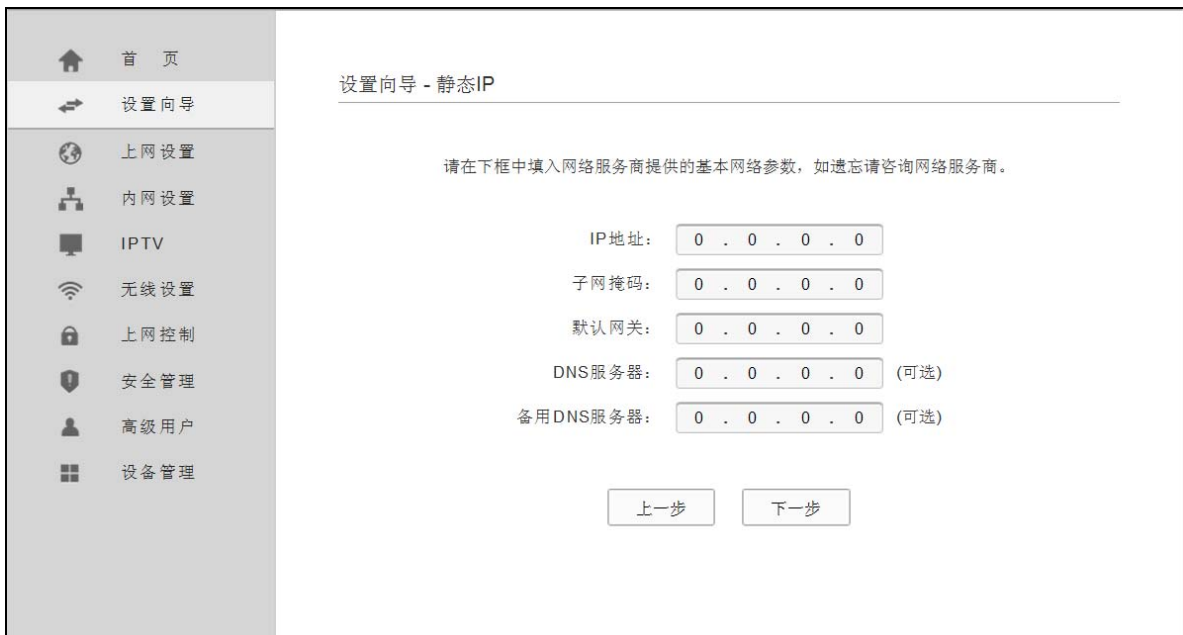 首 页
设置向导
上网设置
内网设置
IPTV
无线设置
上网控制
安全管理
高级用户
设备管理
设置向导 - 静态IP
请在下框中填入网络服务商提供的基本网络参数，如遗忘请咨询网络服务商。
IP地址： 0 . 0 . 0 . 0
子网掩码： 0 . 0 . 0 . 0
默认网关： 0 . 0 . 0 . 0
DNS服务器： 0 . 0 . 0 . 0 (可选)
备用DNS服务器： 0 . 0 . 0 . 0 (可选)
上一步 下一步